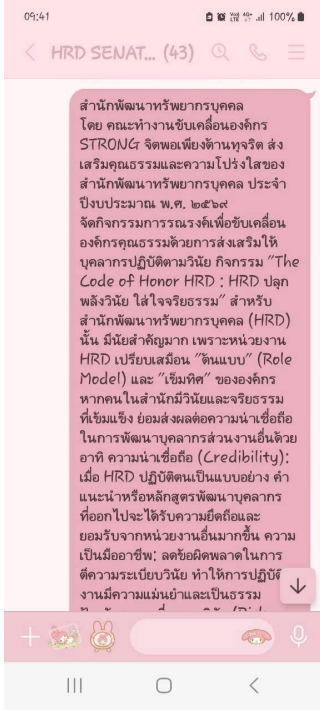 09:41
100%
HRD SENAT... (43)
สำนักพัฒนาทรัพยากรบุคคล
โดย คณะทำงานขับเคลื่อนองค์กร
STRONG จิตพอเพียงต้านทุจริต ส่ง
เสริมคุณธรรมและความโปร่งใสของ
สำนักพัฒนาทรัพยากรบุคคล ประจำ
ปีงบประมาณ พ.ศ. ๒๕๖๙
จัดกิจกรรมการรณรงค์เพื่อขับเคลื่อน
องค์กรคุณธรรมด้วยการส่งเสริมให้
บุคลากรปฏิบัติตามวินัย กิจกรรม "The
Code of Honor HRD : HRD ปลุก
พลังวินัย ใส่ใจจริยธรรม" สำหรับ
สำนักพัฒนาทรัพยากรบุคคล (HRD)
นั้น มีนัยสำคัญมาก เพราะหน่วยงาน
HRD เปรียบเสมือน "ต้นแบบ" (Role
Model) และ "เข็มทิศ" ขององค์กร
หากคนในสำนักมีวินัยและจริยธรรม
ที่เข้มแข็ง ย่อมส่งผลต่อความน่าเชื่อถือ
ในการพัฒนาบุคลากรส่วนงานอื่นด้วย
อาทิ ความน่าเชื่อถือ (Credibility):
เมื่อ HRD ปฏิบัติตนเป็นแบบอย่าง คำ
แนะนำหรือหลักสูตรพัฒนาบุคลากร
ที่ออกไปจะได้รับความยึดถือและ
ยอมรับจากหน่วยงานอื่นมากขึ้น ความ
เป็นมืออาชีพ: ลดข้อผิดพลาดในการ
ตีความระเบียบวินัย ทำให้การปฏิบัติ
งานมีความแม่นยำและเป็นธรรม